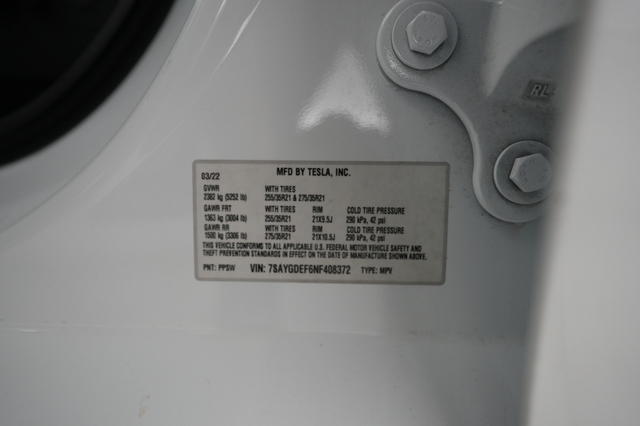 RL
MFD BY TESLA, INC.
03/22
GVWR WITH TIRES
2382 kg (5252 lb) 255/35R21 & 275/35R21
GAWR FRT WITH TIRES RIM COLD TIRE PRESSURE
1363 kg (3004 lb) 255/35R21 21X9.5J 290 kPa, 42 psi
GAWR RR WITH TIRES RIM COLD TIRE PRESSURE
1500 kg (3306 lb) 275/35R21 21X10.5J 290 kPa, 42 psi
THIS VEHICLE CONFORMS TO ALL APPLICABLE U.S. FEDERAL MOTOR VEHICLE SAFETY AND
THEFT PREVENTION STANDARDS IN EFFECT ON THE DATE OF MANUFACTURE SHOWN ABOVE.
PNT: PPSW VIN: 7SAYGDEF6NF408372 TYPE: MPV